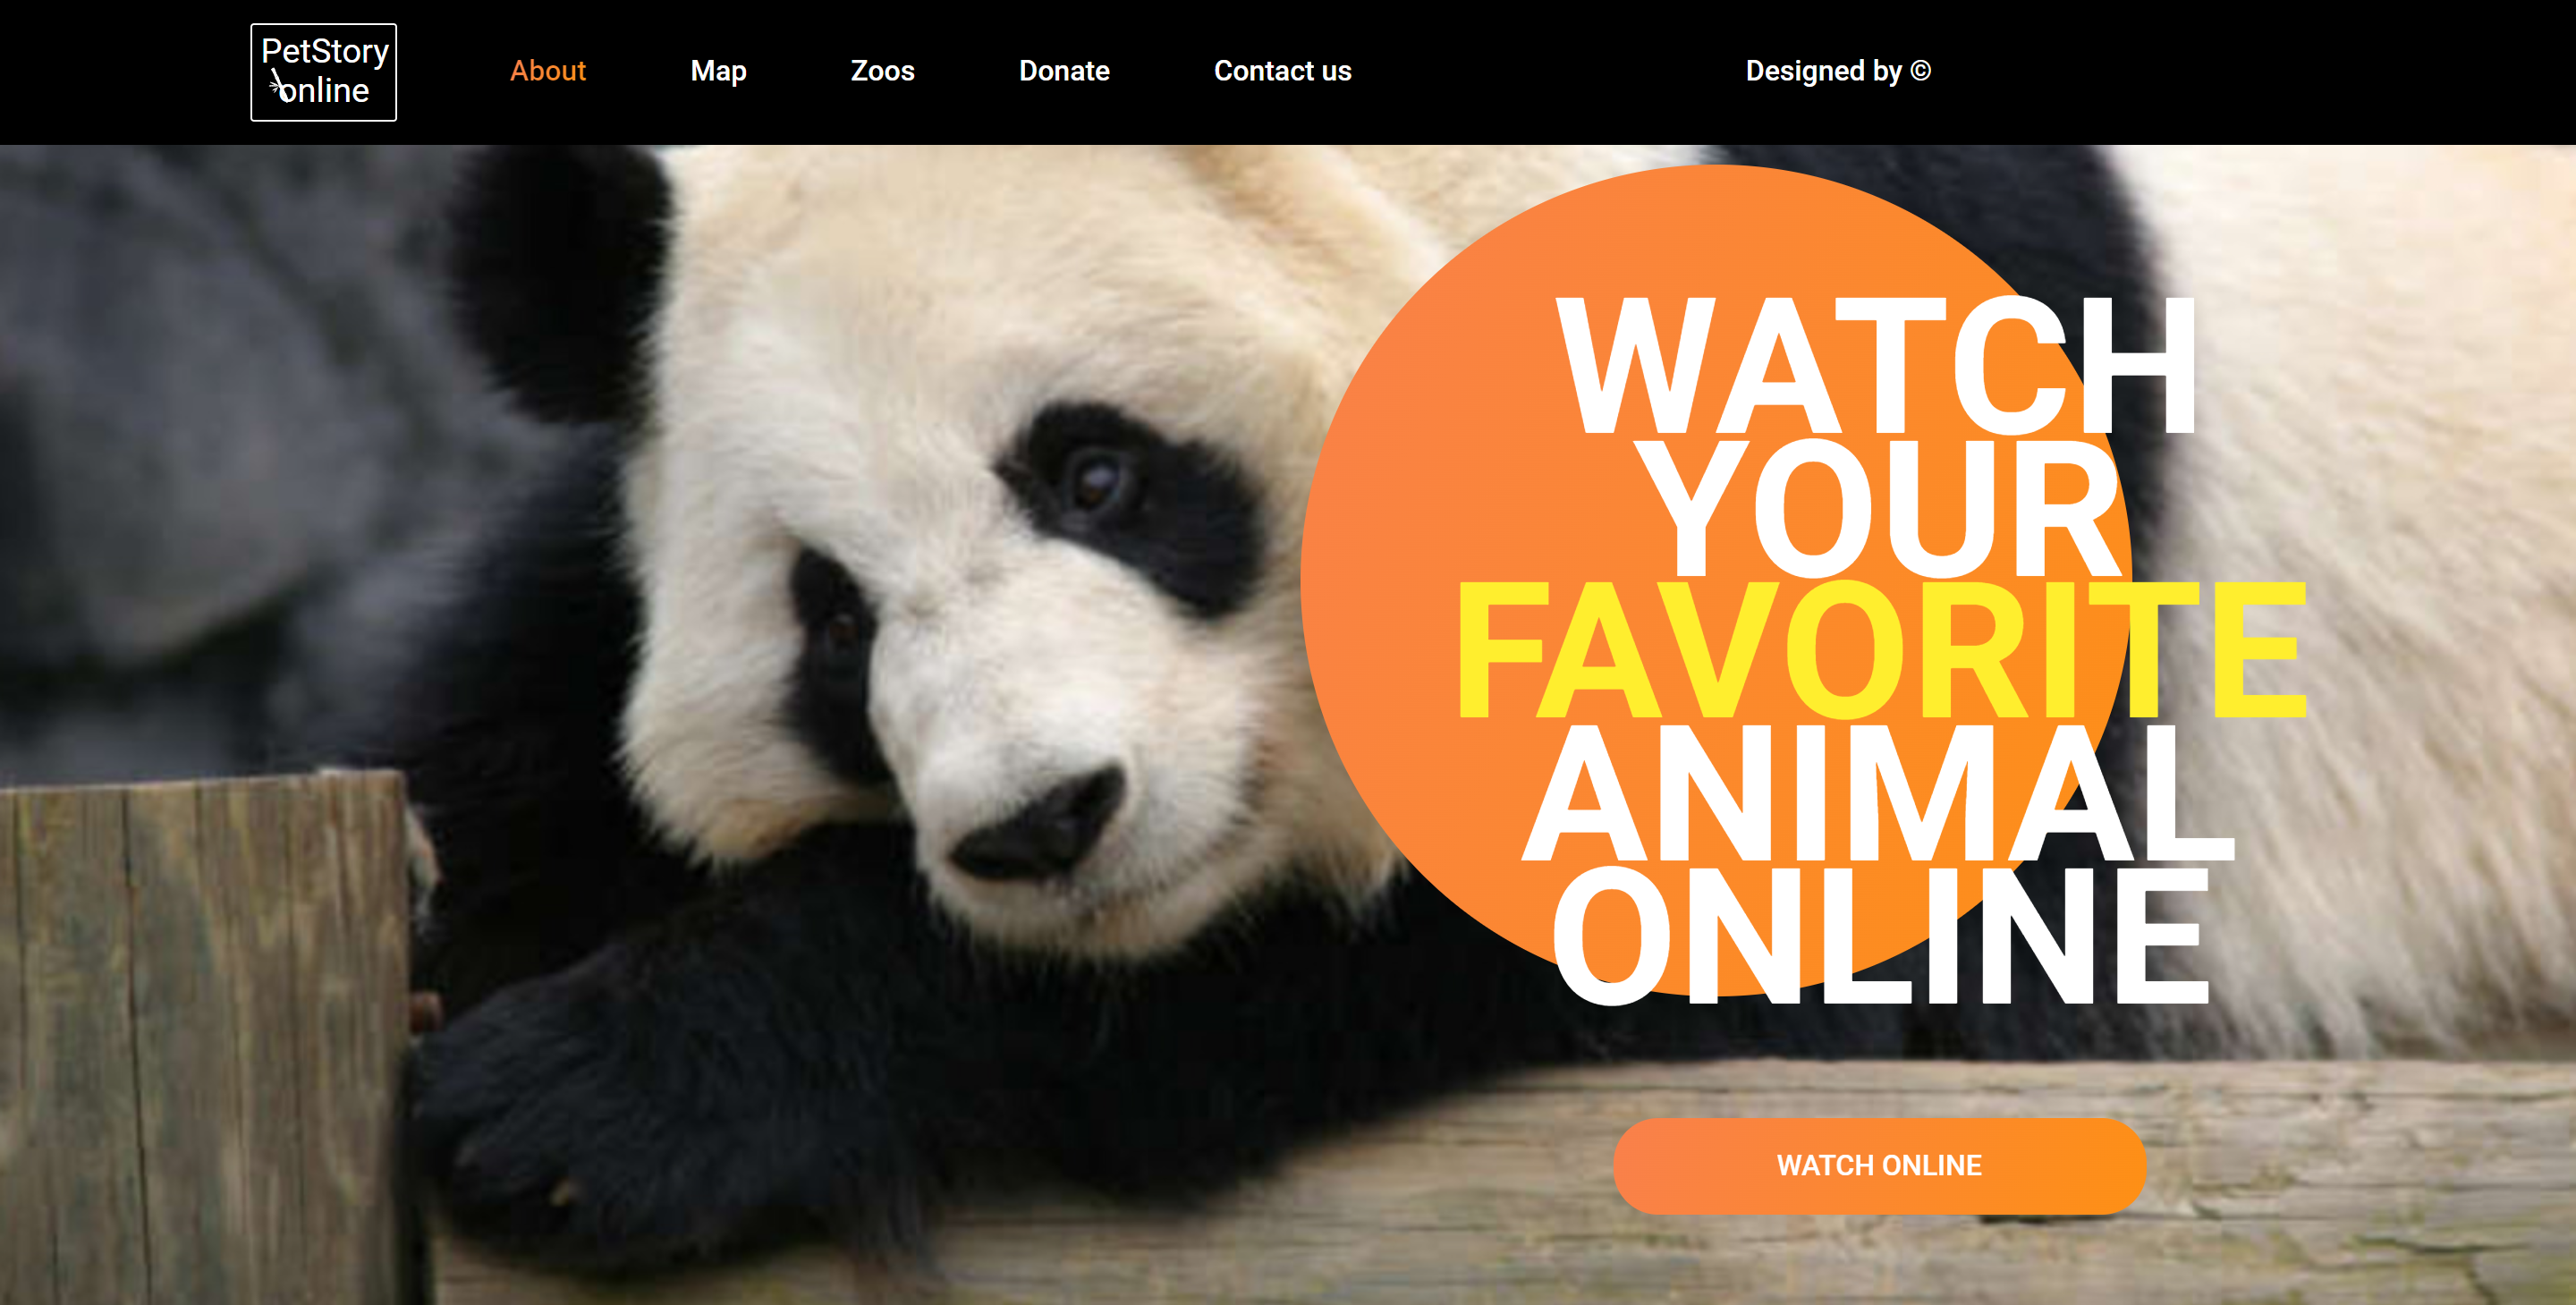 PetStory
online
About
Map
Zoos
Donate
Contact us
Designed by ©
WATCH
YOUR
FAVORITE
ANIMAL
ONLINE
WATCH ONLINE